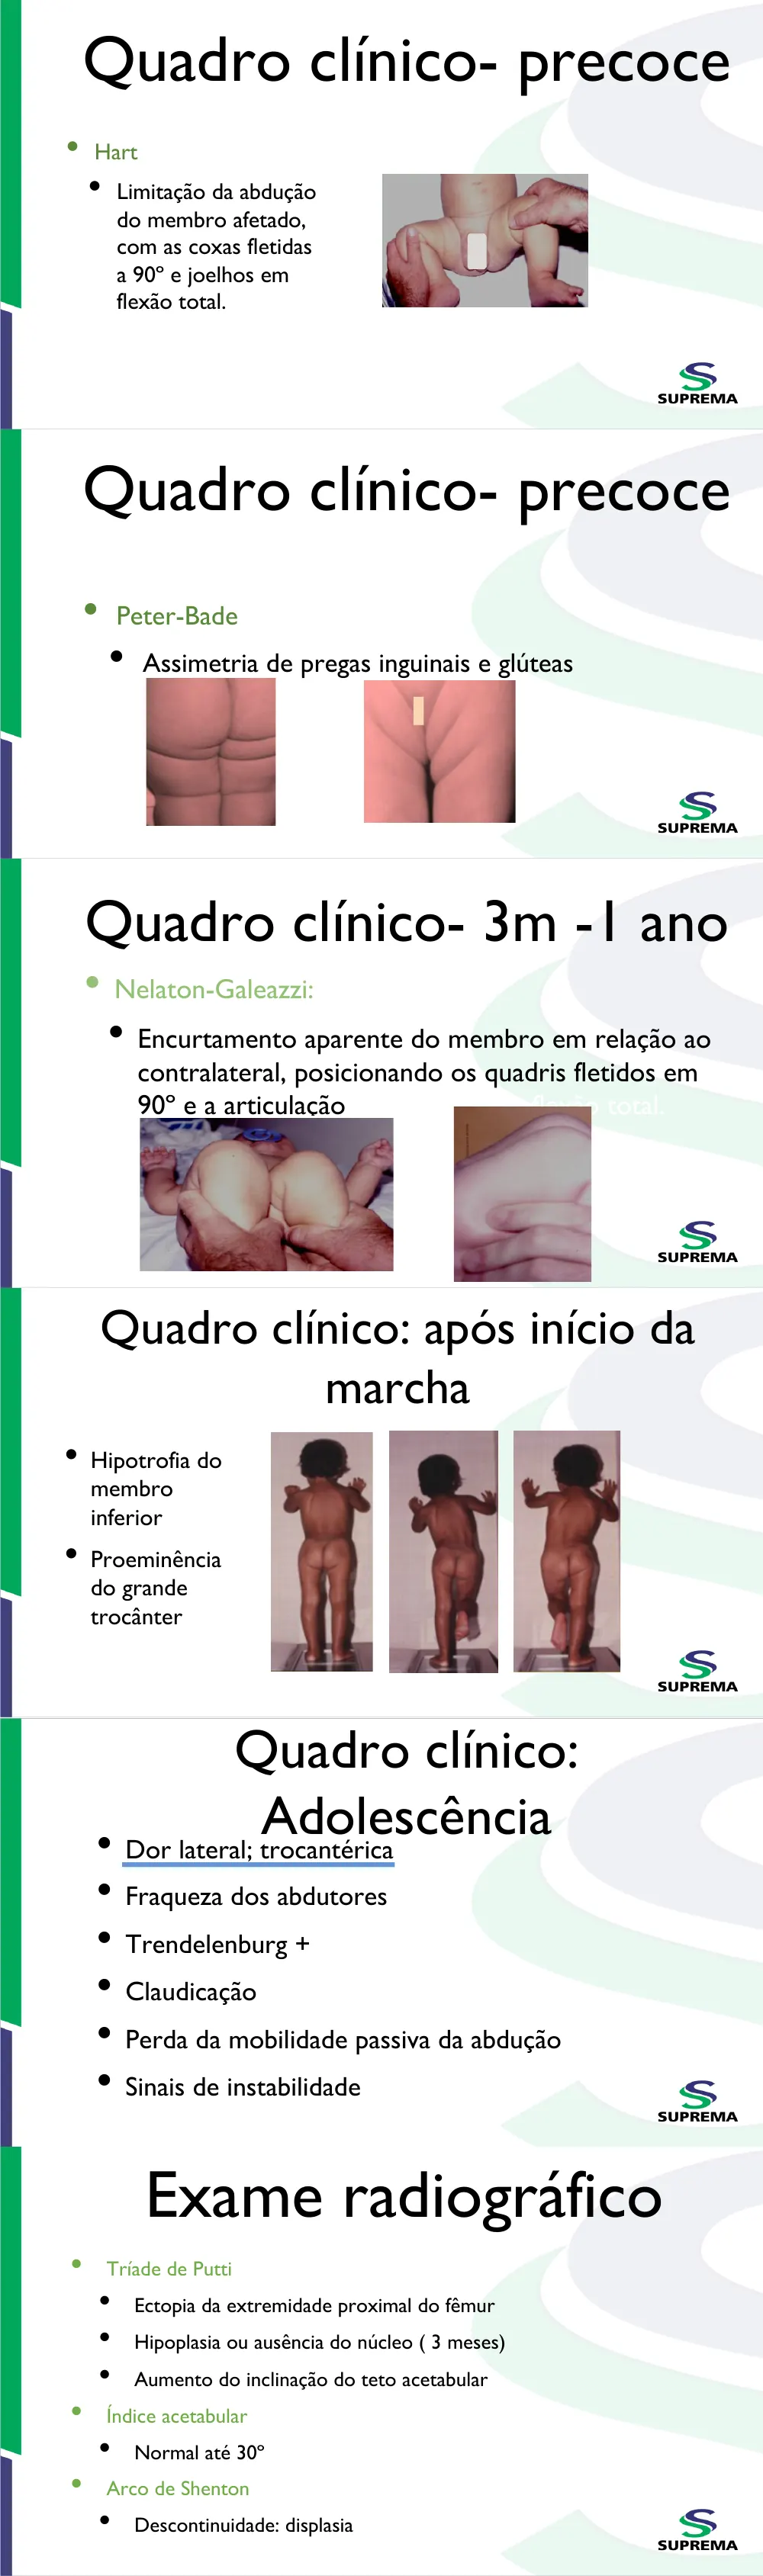 Quadro clínico- precoce
• Hart
• Limitação da abdução
do membro afetado,
com as coxas fletidas
a 90º e joelhos em
flexão total.
SUPREMA
Quadro clínico- precoce
• Peter-Bade
• Assimetria de pregas inguinais e glúteas
SUPREMA
Quadro clínico- 3m -1 ano
• Nelaton-Galeazzi:
• Encurtamento aparente do membro em relação ao
contralateral, posicionando os quadris fletidos em
90º e a articulação flexão total.
SUPREMA
Quadro clínico: após início da
marcha
• Hipotrofia do
membro
inferior
• Proeminência
do grande
trocânter
SUPREMA
Quadro clínico:
Adolescência
• Dor lateral; trocantérica
• Fraqueza dos abdutores
• Trendelenburg +
• Claudicação
• Perda da mobilidade passiva da abdução
• Sinais de instabilidade
SUPREMA
Exame radiográfico
• Tríade de Putti
• Ectopia da extremidade proximal do fêmur
• Hipoplasia ou ausência do núcleo ( 3 meses)
• Aumento do inclinação do teto acetabular
• Índice acetabular
• Normal até 30º
• Arco de Shenton
• Descontinuidade: displasia
SUPREMA